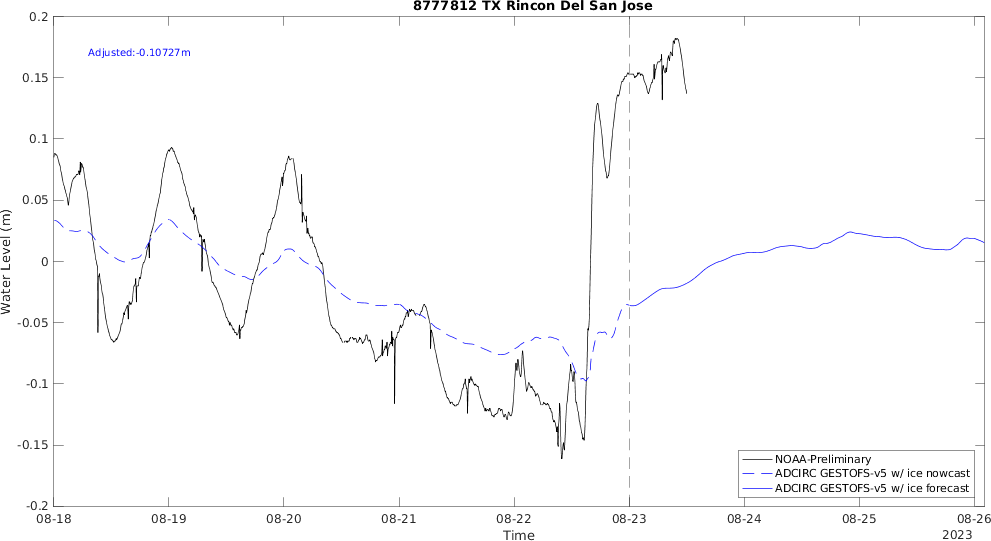 8777812 TX Rincon Del San Jose
0.2
0.15
0.1
0.05
0
-0.05
-0.1
-0.15
-0.2
Water Level (m)
Adjusted:-0.10727m
NOAA-Preliminary
ADCIRC GESTOFS-v5 w/ ice nowcast
ADCIRC GESTOFS-v5 w/ ice forecast
08-18 08-19 08-20 08-21 08-22 08-23 08-24 08-25 08-26
Time
2023